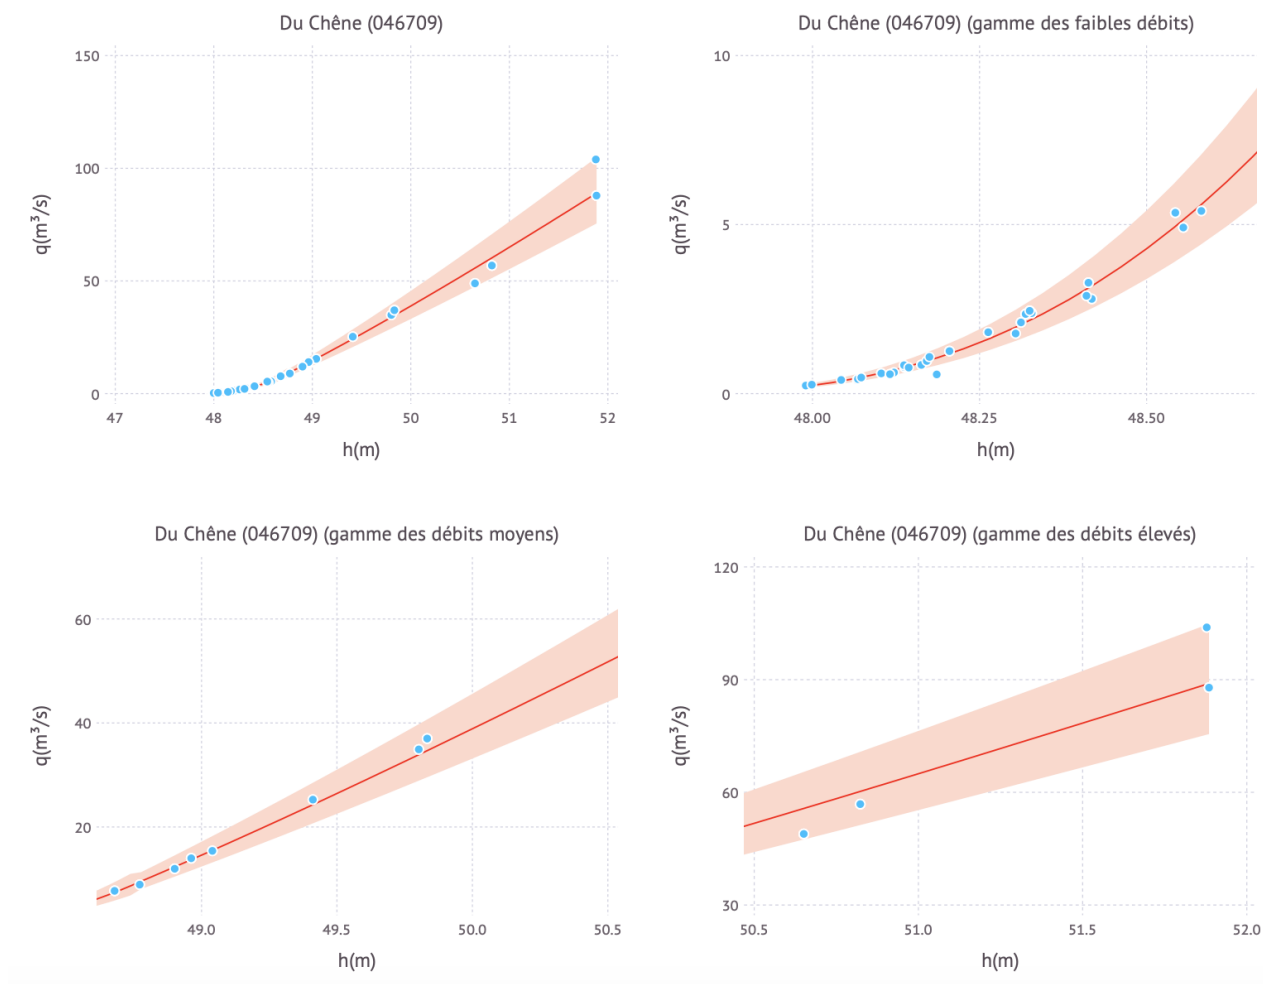 Du Chêne (046709)
150
100
50
0
47 48 49 50 51 52
q(m³/s)
h(m)
Du Chêne (046709) (gamme des faibles débits)
10
5
0
48.00 48.25 48.50
q(m³/s)
h(m)
Du Chêne (046709) (gamme des débits moyens)
60
40
20
49.0 49.5 50.0 50.5
q(m³/s)
h(m)
Du Chêne (046709) (gamme des débits élevés)
120
90
60
30
50.5 51.0 51.5 52.0
q(m³/s)
h(m)